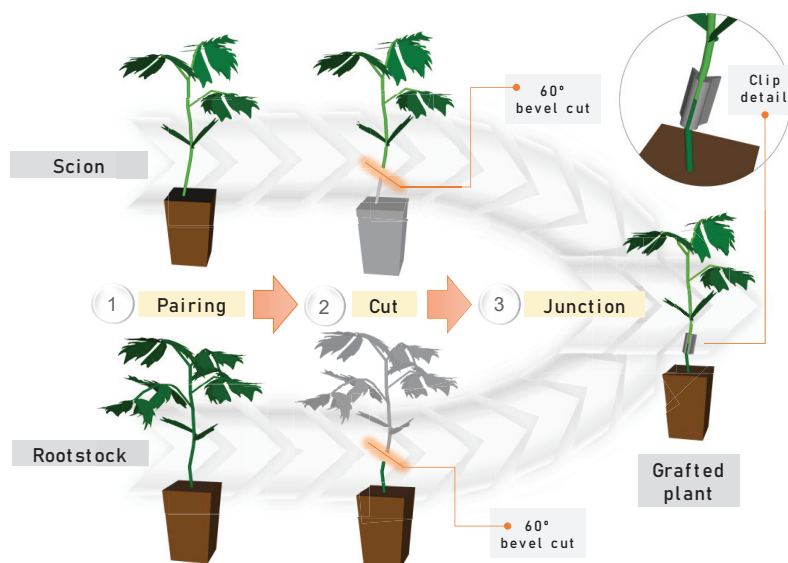 Clip
detail
60°
bevel cut
Scion
1 Pairing
2 Cut
3 Junction
Rootstock
Grafted
plant
60°
bevel cut